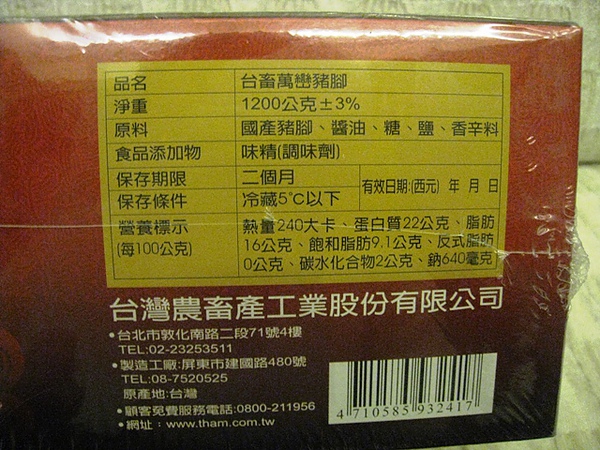 品名 台畜萬巒豬腳
淨重 1200公克±3%
原料 國產豬腳、醬油、糖、鹽、香辛料
食品添加物 味精(調味劑)
保存期限 二個月
保存條件 冷藏5℃以下
有效日期:(西元) 年 月 日
營養標示 熱量240大卡、蛋白質22公克、脂肪
(每100公克) 16公克、飽和脂肪9.1公克、反式脂肪
0公克、碳水化合物2公克、鈉640毫克
台灣農畜產工業股份有限公司
•台北市敦化南路二段71號4樓
TEL:02-23253511
•製造工廠:屏東市建國路480號
TEL:08-7520525
原產地:台灣
•顧客免費服務電話:0800-211956
•網址：www.tham.com.tw
4 710585 932417